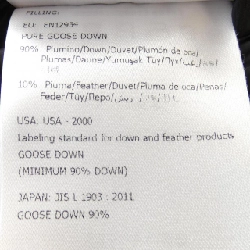 FILLING:
PURE GOOSE DOWN
90% Plumino/Down/Duvet/Plumón de oca/
Plumas/Daune/Yumuşak Tüy/Пух/
10% Piuma/Feather/Duvet/Pluma de oca/Penas/
Feder/Tüy/Перо/
USA: USA - 2000
Labeling standard for down and feather products
GOOSE DOWN
(MINIMUM 90% DOWN)
JAPAN: JIS L 1903 : 2011
GOOSE DOWN 90%